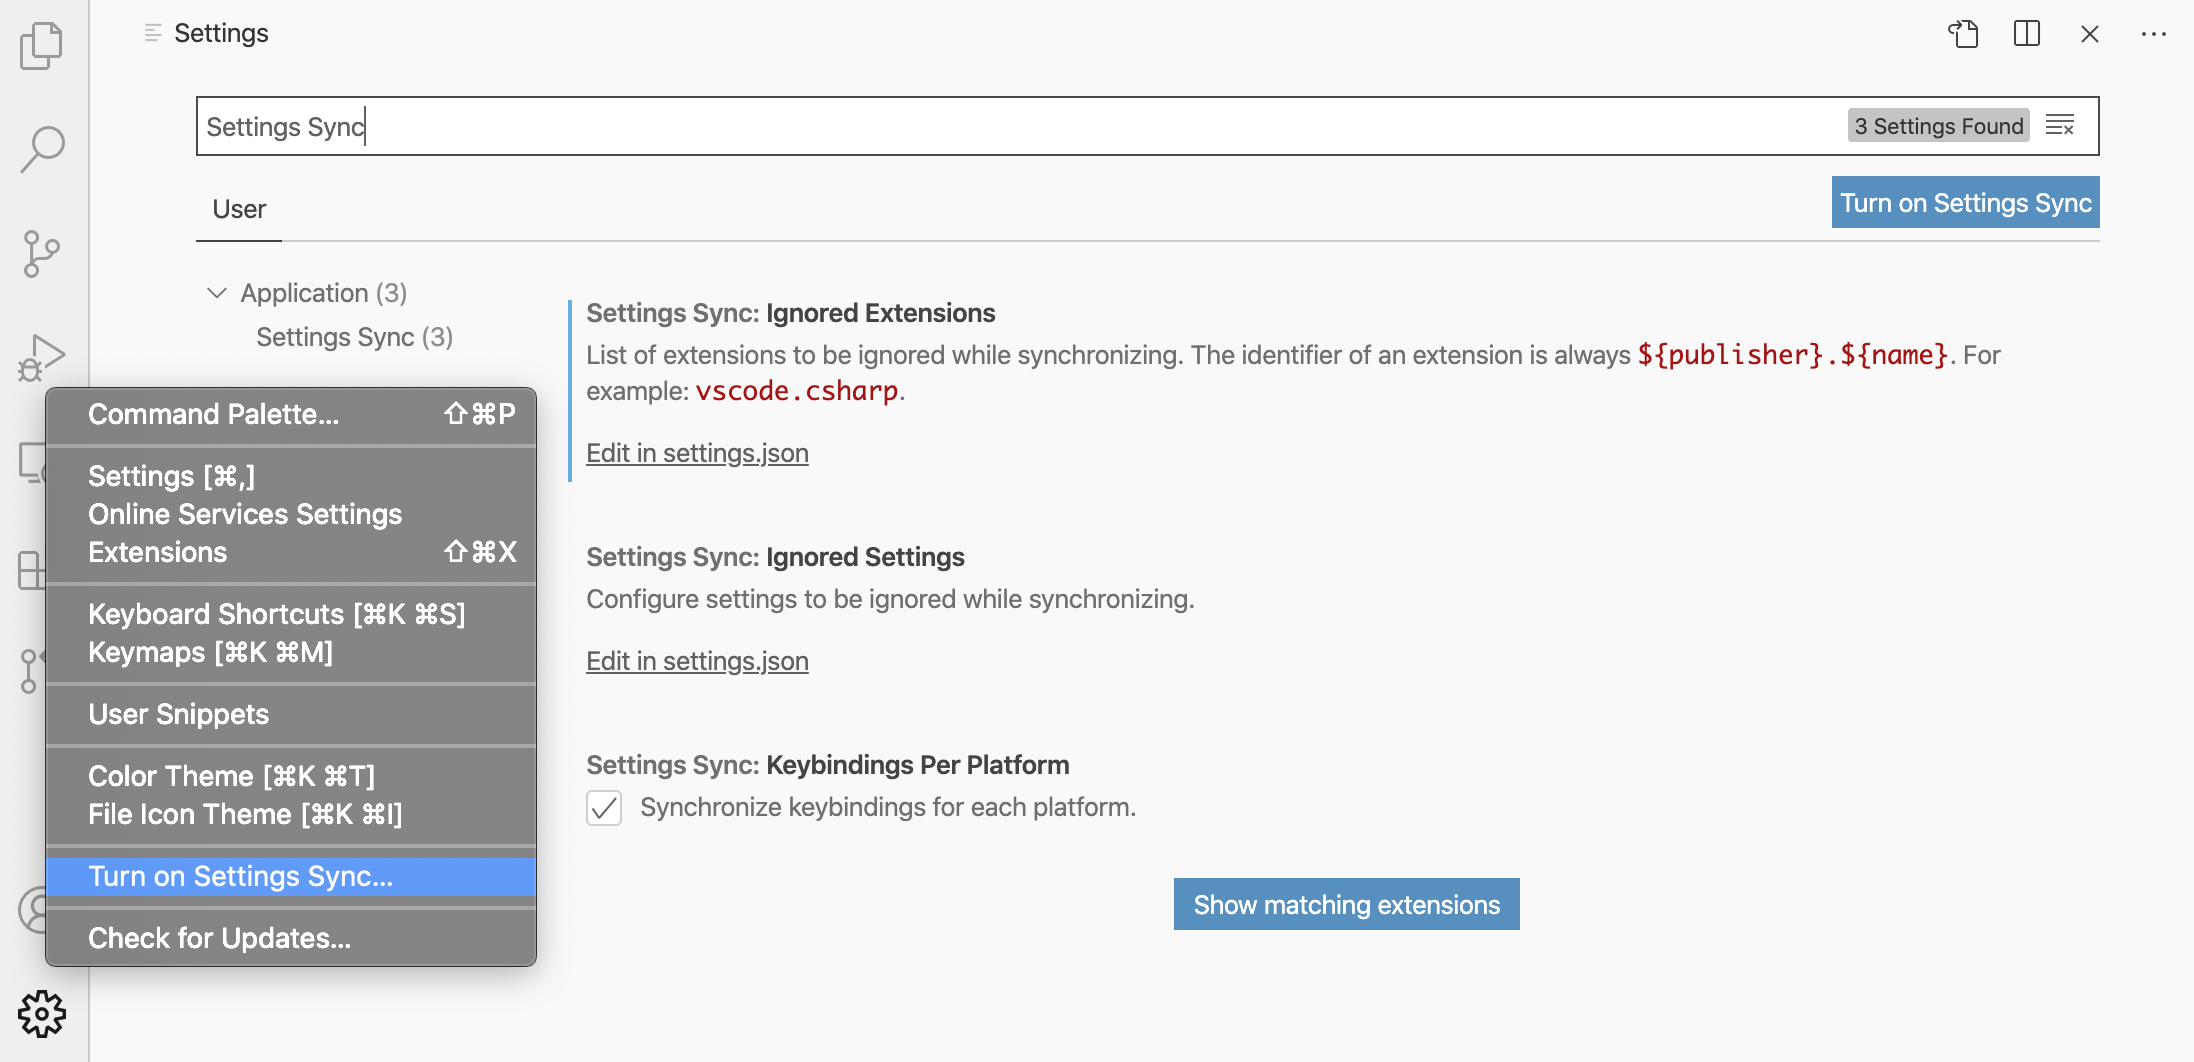 Settings
Settings Sync
3 Settings Found
User
Turn on Settings Sync
Application (3)
Settings Sync (3)
Settings Sync: Ignored Extensions
List of extensions to be ignored while synchronizing. The identifier of an extension is always ${publisher}.${name}. For
example: vscode.csharp.
Edit in settings.json
Settings Sync: Ignored Settings
Configure settings to be ignored while synchronizing.
Edit in settings.json
Settings Sync: Keybindings Per Platform
Synchronize keybindings for each platform.
Show matching extensions
Command Palette... ⇧⌘P
Settings [⌘,]
Online Services Settings
Extensions ⇧⌘X
Keyboard Shortcuts [⌘K ⌘S]
Keymaps [⌘K ⌘M]
User Snippets
Color Theme [⌘K ⌘T]
File Icon Theme [⌘K ⌘I]
Turn on Settings Sync...
Check for Updates...